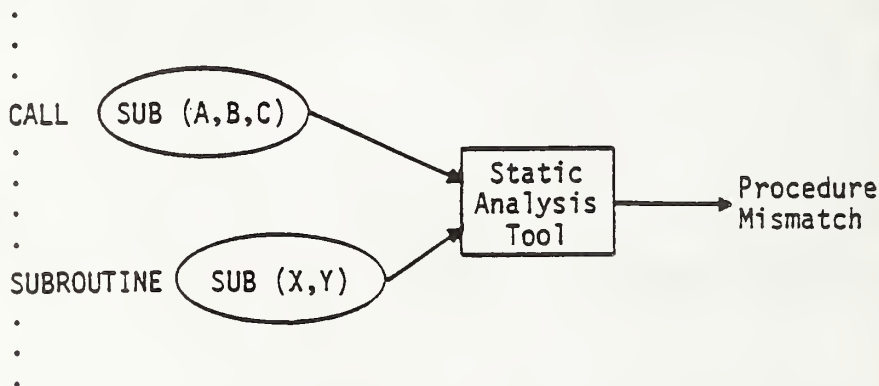 CALL SUB (A,B,C)
Static
Analysis
Tool
Procedure
Mismatch
SUBROUTINE SUB (X,Y)